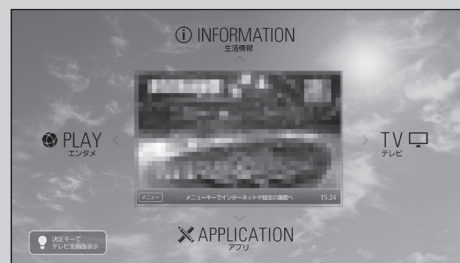 INFORMATION
生活情報
PLAY
エンタメ
TV
テレビ
メニュー メニューキーでインターネットや設定の画面へ 15:24
APPLICATION
アプリ
決定キーで
テレビ全画面表示